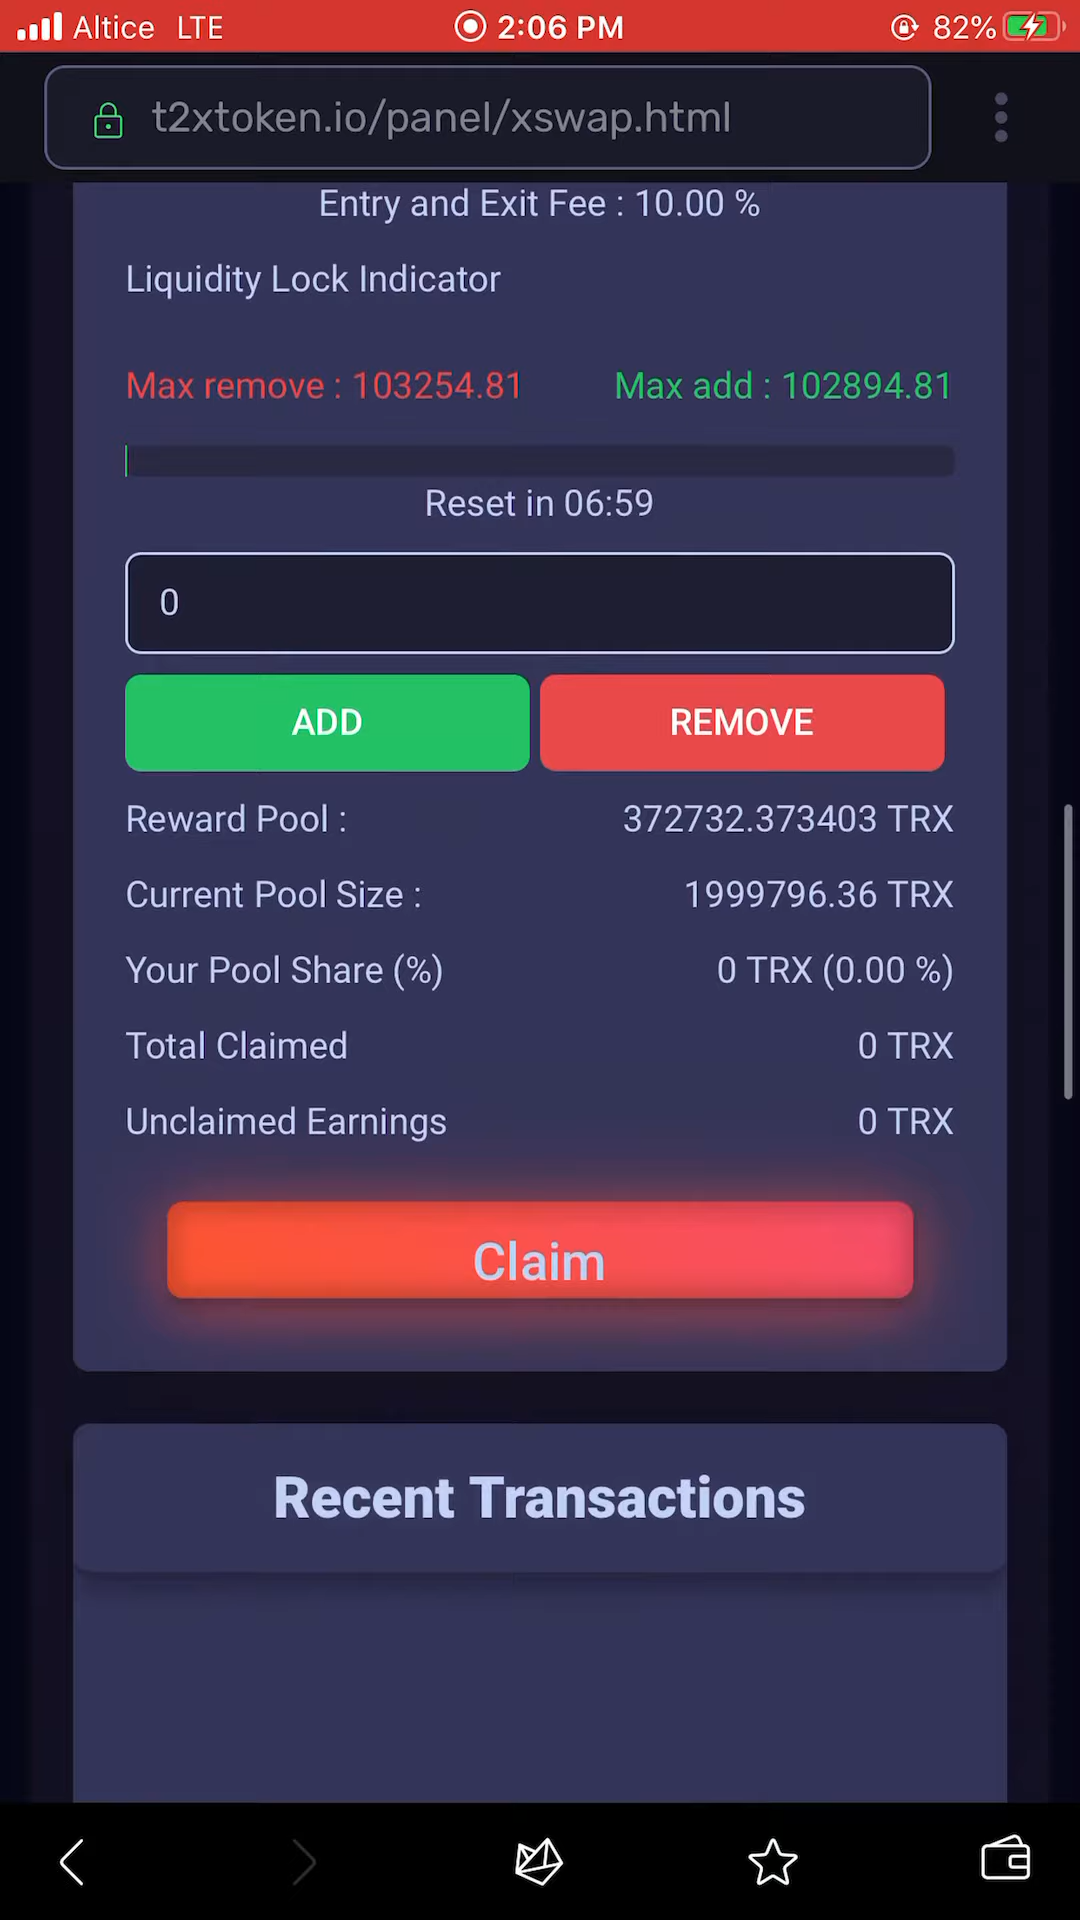 Altice LTE 2:06 PM 82%
t2xtoken.io/panel/xswap.html
Entry and Exit Fee : 10.00 %
Liquidity Lock Indicator
Max remove : 103254.81 Max add : 102894.81
Reset in 06:59
0
ADD REMOVE
Reward Pool : 372732.373403 TRX
Current Pool Size : 1999796.36 TRX
Your Pool Share (%) 0 TRX (0.00 %)
Total Claimed 0 TRX
Unclaimed Earnings 0 TRX
Claim
Recent Transactions